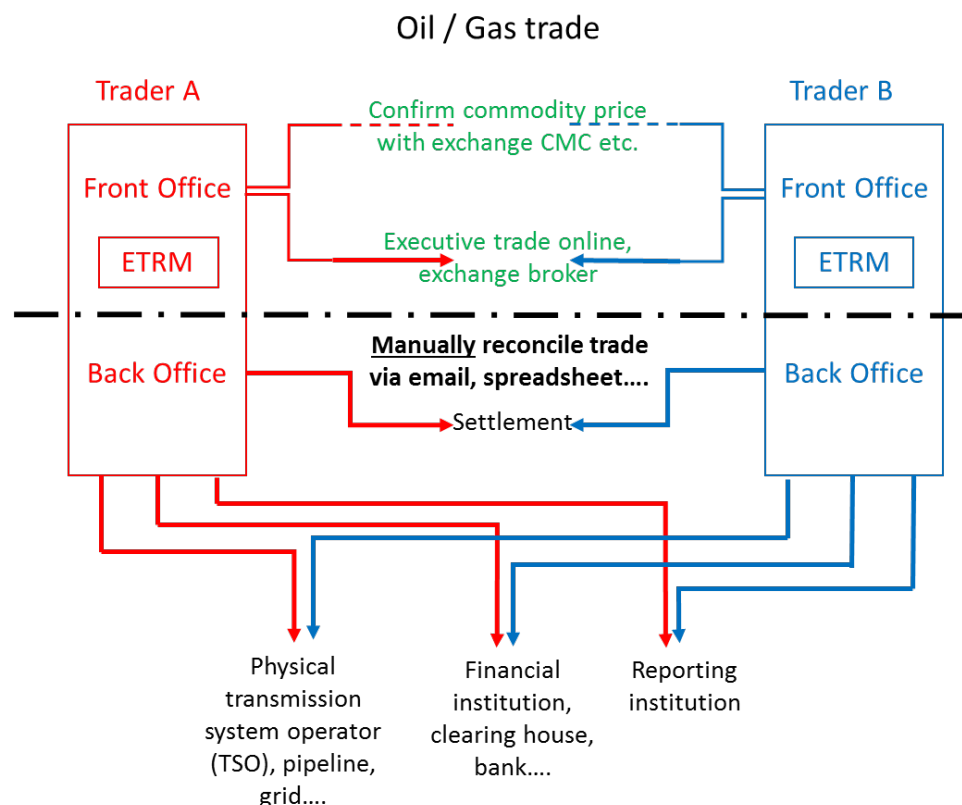 Oil / Gas trade
Trader A
Trader B
Confirm commodity price
with exchange CMC etc.
Front Office
Front Office
ETRM
Executive trade online,
exchange broker
ETRM
Manually reconcile trade
via email, spreadsheet....
Back Office
Back Office
Settlement
Physical
transmission
system operator
(TSO), pipeline,
grid....
Financial
institution,
clearing house,
bank....
Reporting
institution